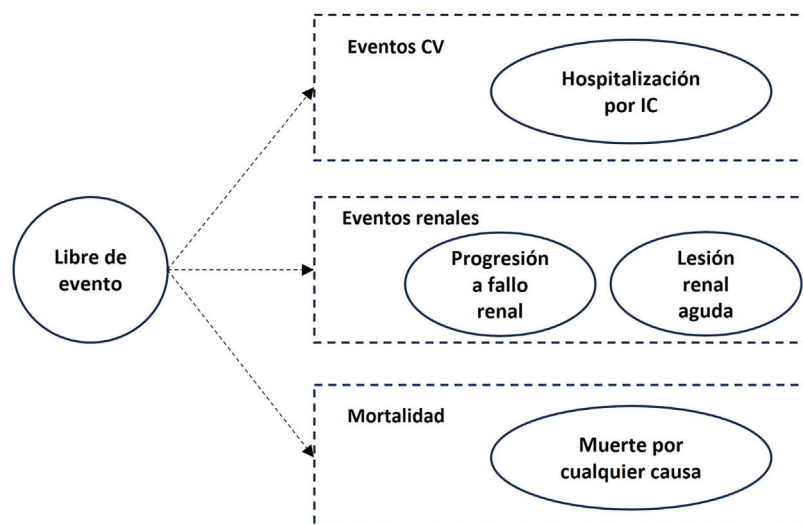 Eventos CV
Hospitalización
por IC
Libre de
evento
Eventos renales
Progresión
a fallo
renal
Lesión
renal
aguda
Mortalidad
Muerte por
cualquier causa